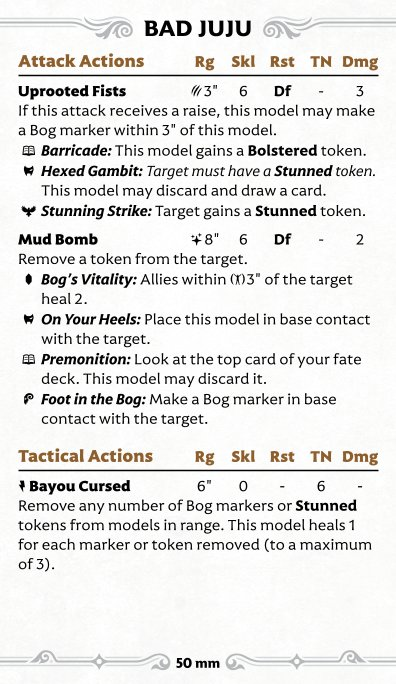 BAD JUJU
Attack Actions Rg Skl Rst TN Dmg
Uprooted Fists 3" 6 Df - 3
If this attack receives a raise, this model may make
a Bog marker within 3" of this model.
Barricade: This model gains a Bolstered token.
Hexed Gambit: Target must have a Stunned token.
This model may discard and draw a card.
Stunning Strike: Target gains a Stunned token.
Mud Bomb 8" 6 Df - 2
Remove a token from the target.
Bog's Vitality: Allies within 3" of the target
heal 2.
On Your Heels: Place this model in base contact
with the target.
Premonition: Look at the top card of your fate
deck. This model may discard it.
Foot in the Bog: Make a Bog marker in base
contact with the target.
Tactical Actions Rg Skl Rst TN Dmg
Bayou Cursed 6" 0 - 6 -
Remove any number of Bog markers or Stunned
tokens from models in range. This model heals 1
for each marker or token removed (to a maximum
of 3).
50 mm